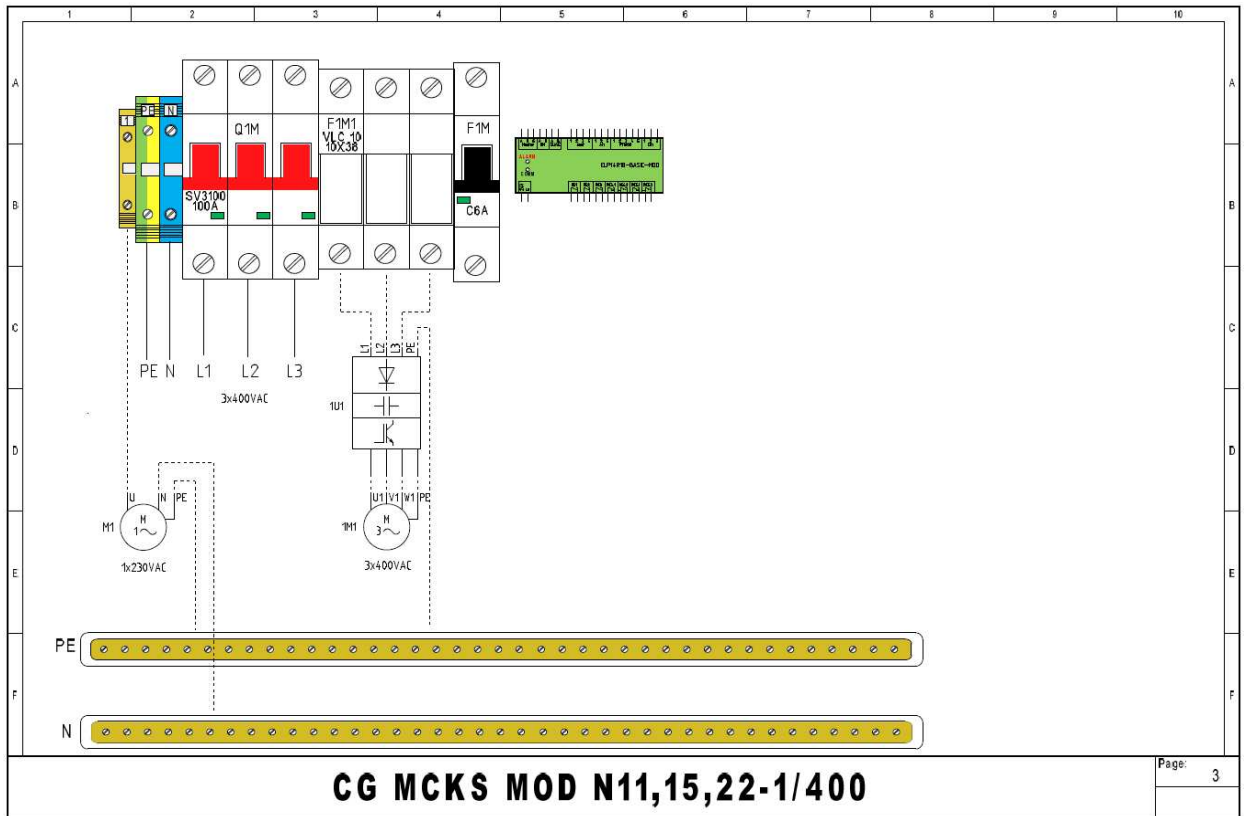 1 2 3 4 5 6 7 8 9 10
A A
B B
C C
D D
E E
F F
1 PE N
Q1M
F1M1
VLC 10
10X38
F1M
SV3100
100A
C6A
ALARM
PE N L1 L2 L3
3x400VAC
L1 L2 L3 PE
1U1
U N PE
M1
M
1~
1x230VAC
U1 V1 W1 PE
1M1
M
3~
3x400VAC
PE
N
CG MCKS MOD N11,15,22-1/400
Page:
3